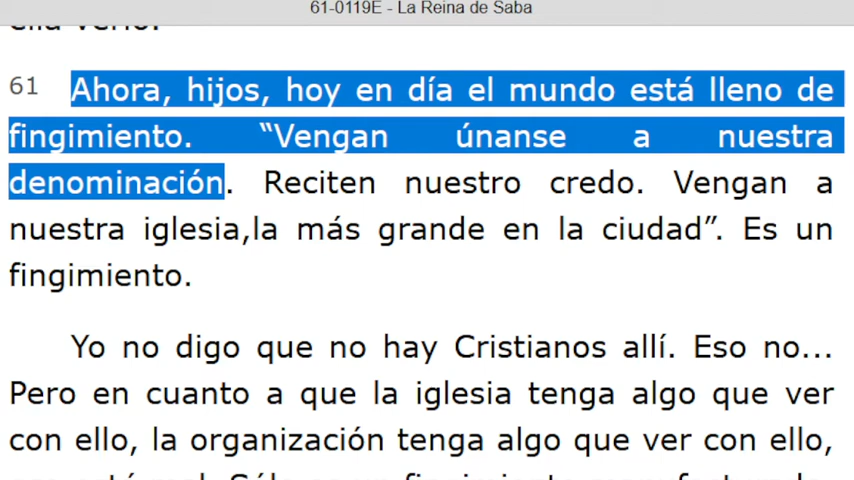 61-0119E - La Reina de Saba
ella verlo.
61 Ahora, hijos, hoy en día el mundo está lleno de
fingimiento. “Vengan únanse a nuestra
denominación. Reciten nuestro credo. Vengan a
nuestra iglesia,la más grande en la ciudad”. Es un
fingimiento.
Yo no digo que no hay Cristianos allí. Eso no...
Pero en cuanto a que la iglesia tenga algo que ver
con ello, la organización tenga algo que ver con ello,